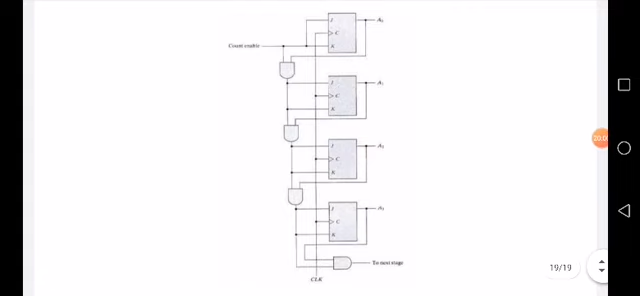 J
A₀
C
Count enable
K
J
A₁
C
K
J
A₂
C
K
J
A₃
C
K
To next stage
CLK
19/19